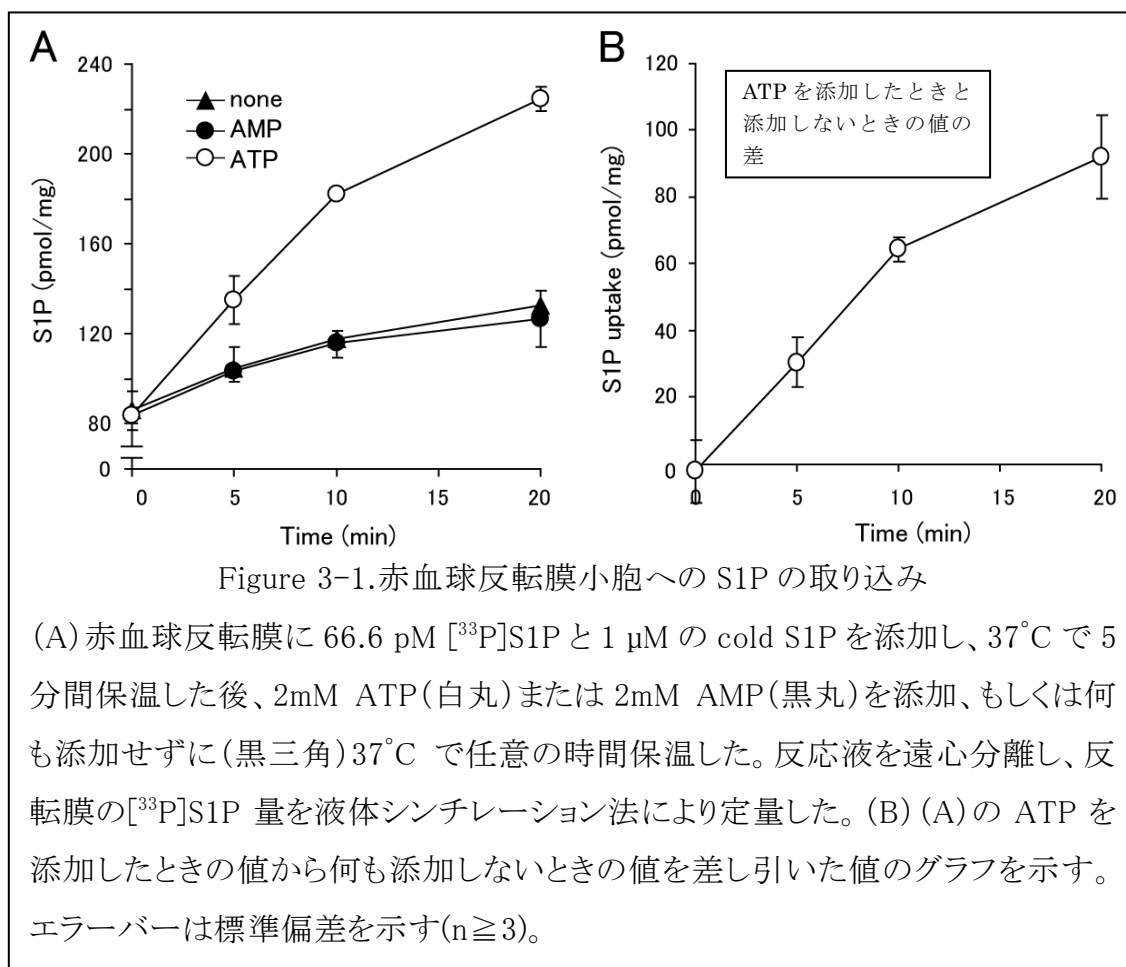 A
240
200
160
120
80
0
S1P (pmol/mg)
none
AMP
ATP
0 5 10 15 20
Time (min)
B
120
100
80
60
40
20
0
S1P uptake (pmol/mg)
ATP を添加したときと
添加しないときの値の
差
0 5 10 15 20
Time (min)
Figure 3-1.赤血球反転膜小胞への S1P の取り込み
(A)赤血球反転膜に 66.6 pM [³³P]S1P と 1 µM の cold S1P を添加し、37°C で 5
分間保温した後、2mM ATP(白丸)または 2mM AMP(黒丸)を添加、もしくは何
も添加せずに(黒三角)37°C で任意の時間保温した。反応液を遠心分離し、反
転膜の[³³P]S1P 量を液体シンチレーション法により定量した。(B) (A)の ATP を
添加したときの値から何も添加しないときの値を差し引いた値のグラフを示す。
エラーバーは標準偏差を示す(n≧3)。